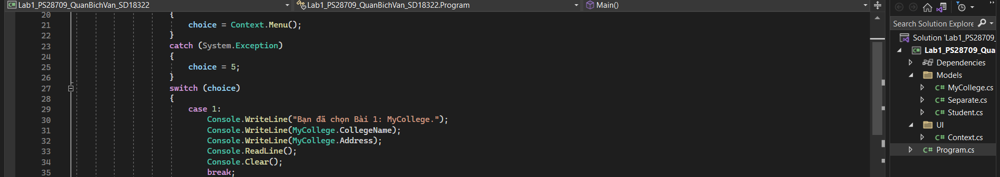 Lab1_PS28709_QuanBichVan_SD18322 Lab1_PS28709_QuanBichVan_SD18322.Program Main()
20 {
21 choice = Context.Menu();
22 }
23 catch (System.Exception)
24 {
25 choice = 5;
26 }
27 switch (choice)
28 {
29 case 1:
30 Console.WriteLine("Bạn đã chọn Bài 1: MyCollege.");
31 Console.WriteLine(MyCollege.CollegeName);
32 Console.WriteLine(MyCollege.Address);
33 Console.ReadLine();
34 Console.Clear();
35 break;
Search Solution Explore
Solution 'Lab1_PS28709_
C# Lab1_PS28709_Qua
Dependencies
Models
C# MyCollege.cs
C# Separate.cs
C# Student.cs
UI
C# Context.cs
C# Program.cs